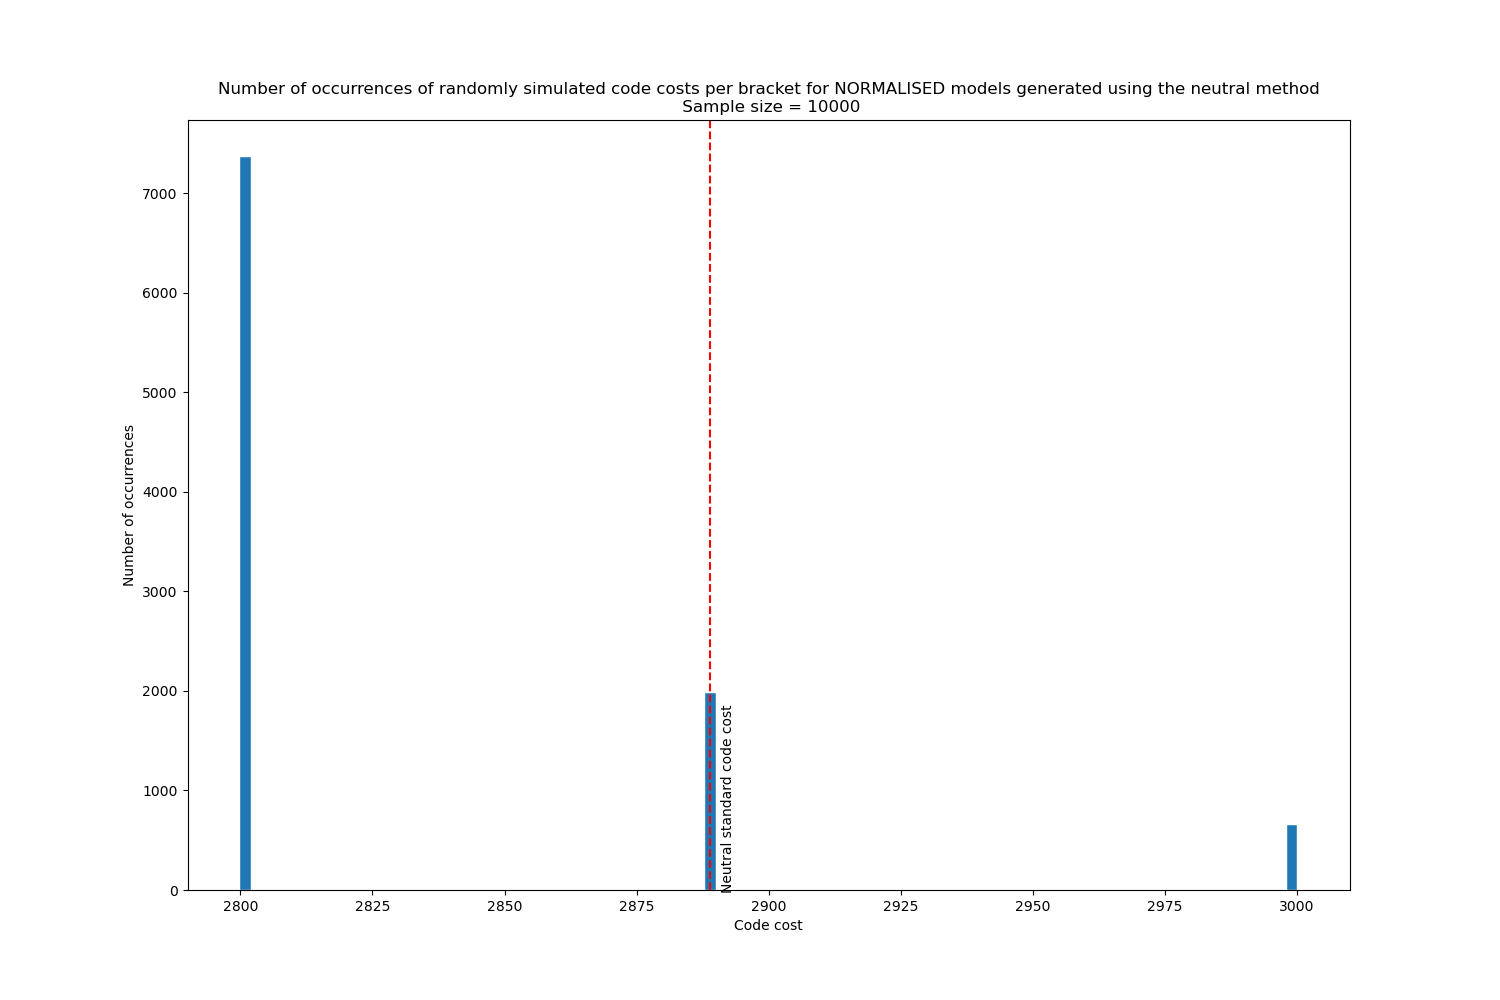 Number of occurrences of randomly simulated code costs per bracket for NORMALISED models generated using the neutral method
Sample size = 10000
7000
6000
5000
4000
3000
2000
1000
0
Number of occurrences
Neutral standard code cost
2800 2825 2850 2875 2900 2925 2950 2975 3000
Code cost